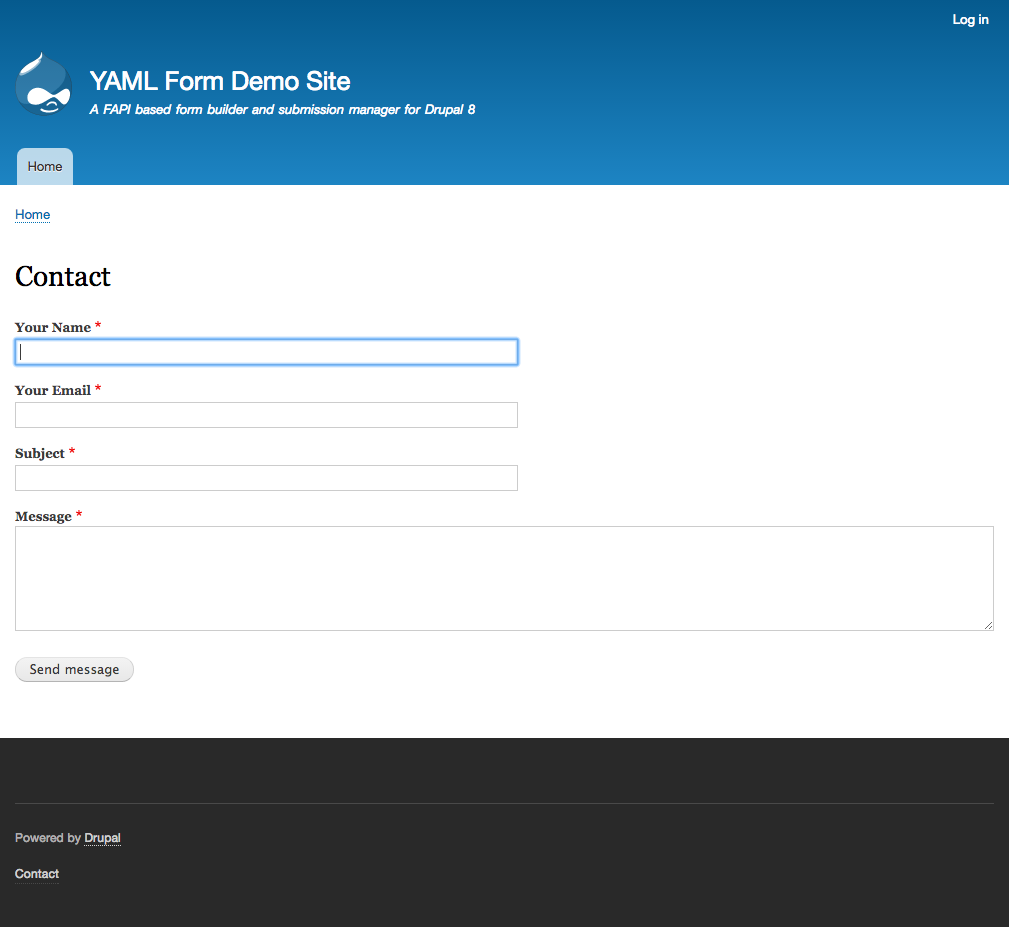 Log in
YAML Form Demo Site
A FAPI based form builder and submission manager for Drupal 8
Home
Home
Contact
Your Name *
Your Email *
Subject *
Message *
Send message
Powered by Drupal
Contact